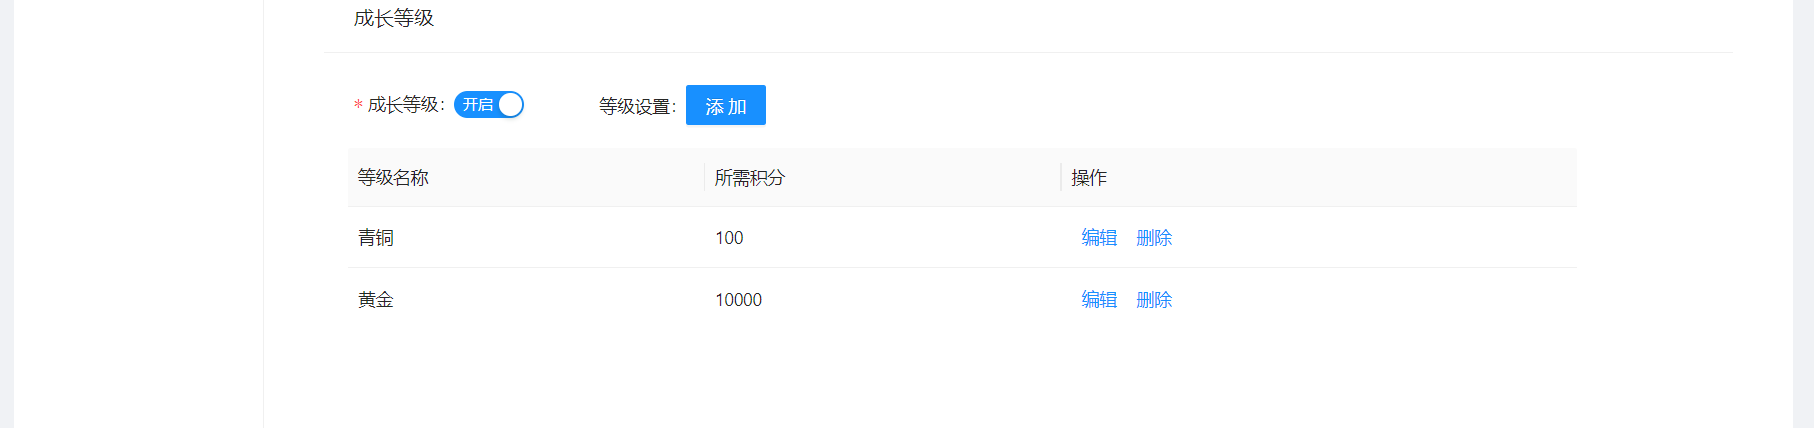 成长等级
* 成长等级: 开启 等级设置: 添 加
等级名称 所需积分 操作
青铜 100 编辑 删除
黄金 10000 编辑 删除